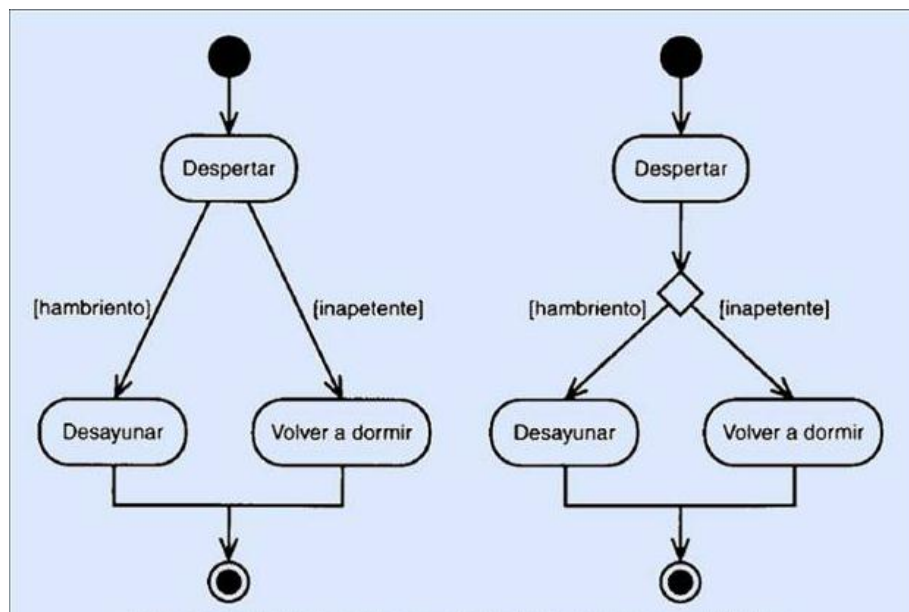 Despertar
[hambriento]
[inapetente]
Desayunar
Volver a dormir
Despertar
[hambriento]
[inapetente]
Desayunar
Volver a dormir